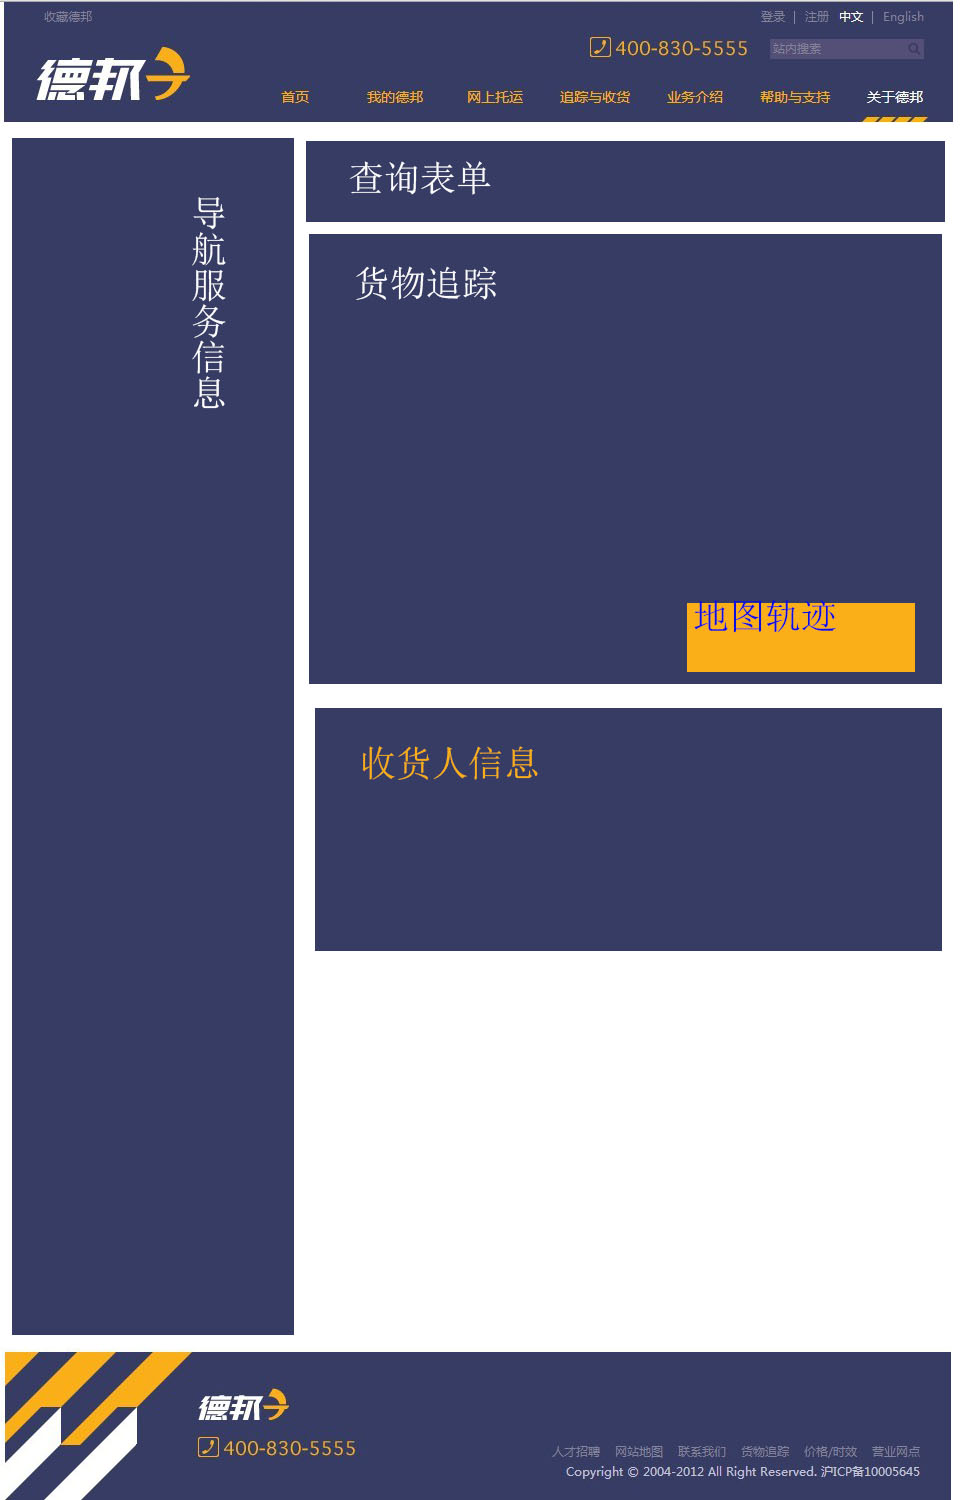 收藏德邦
登录 | 注册 中文 | English
400-830-5555 站内搜索
德邦
首页 我的德邦 网上托运 追踪与收货 业务介绍 帮助与支持 关于德邦
导航服务信息
查询表单
货物追踪
地图轨迹
收货人信息
德邦
400-830-5555
人才招聘 网站地图 联系我们 货物追踪 价格/时效 营业网点
Copyright © 2004-2012 All Right Reserved. 沪ICP备10005645